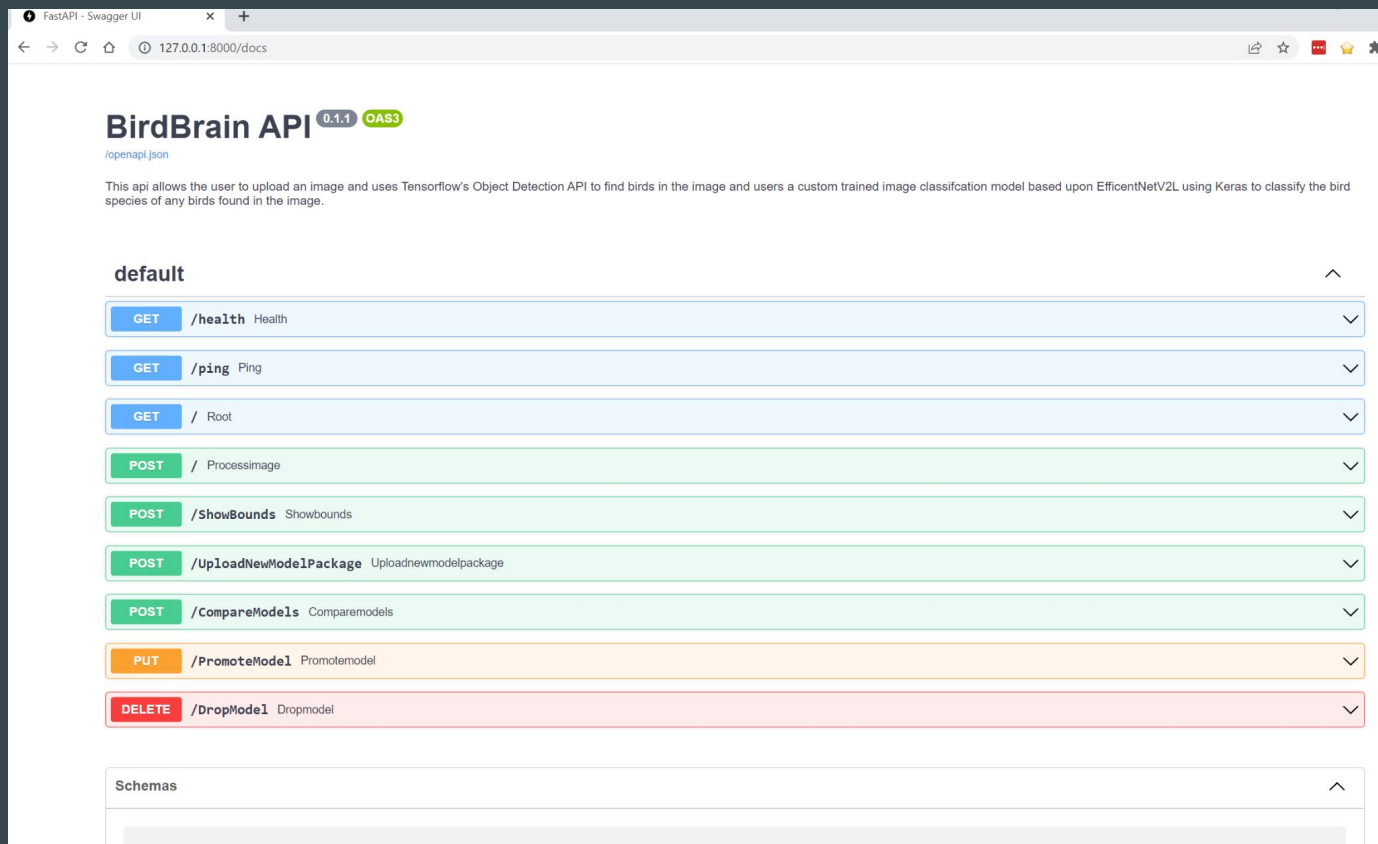 FastAPI - Swagger UI
127.0.0.1:8000/docs
BirdBrain API 0.1.1 OAS3
/openapi.json
This api allows the user to upload an image and uses Tensorflow's Object Detection API to find birds in the image and users a custom trained image classifcation model based upon EfficentNetV2L using Keras to classify the bird
species of any birds found in the image.
default
GET /health Health
GET /ping Ping
GET / Root
POST / Processimage
POST /ShowBounds Showbounds
POST /UploadNewModelPackage Uploadnewmodelpackage
POST /CompareModels Comparemodels
PUT /PromoteModel Promotemodel
DELETE /DropModel Dropmodel
Schemas